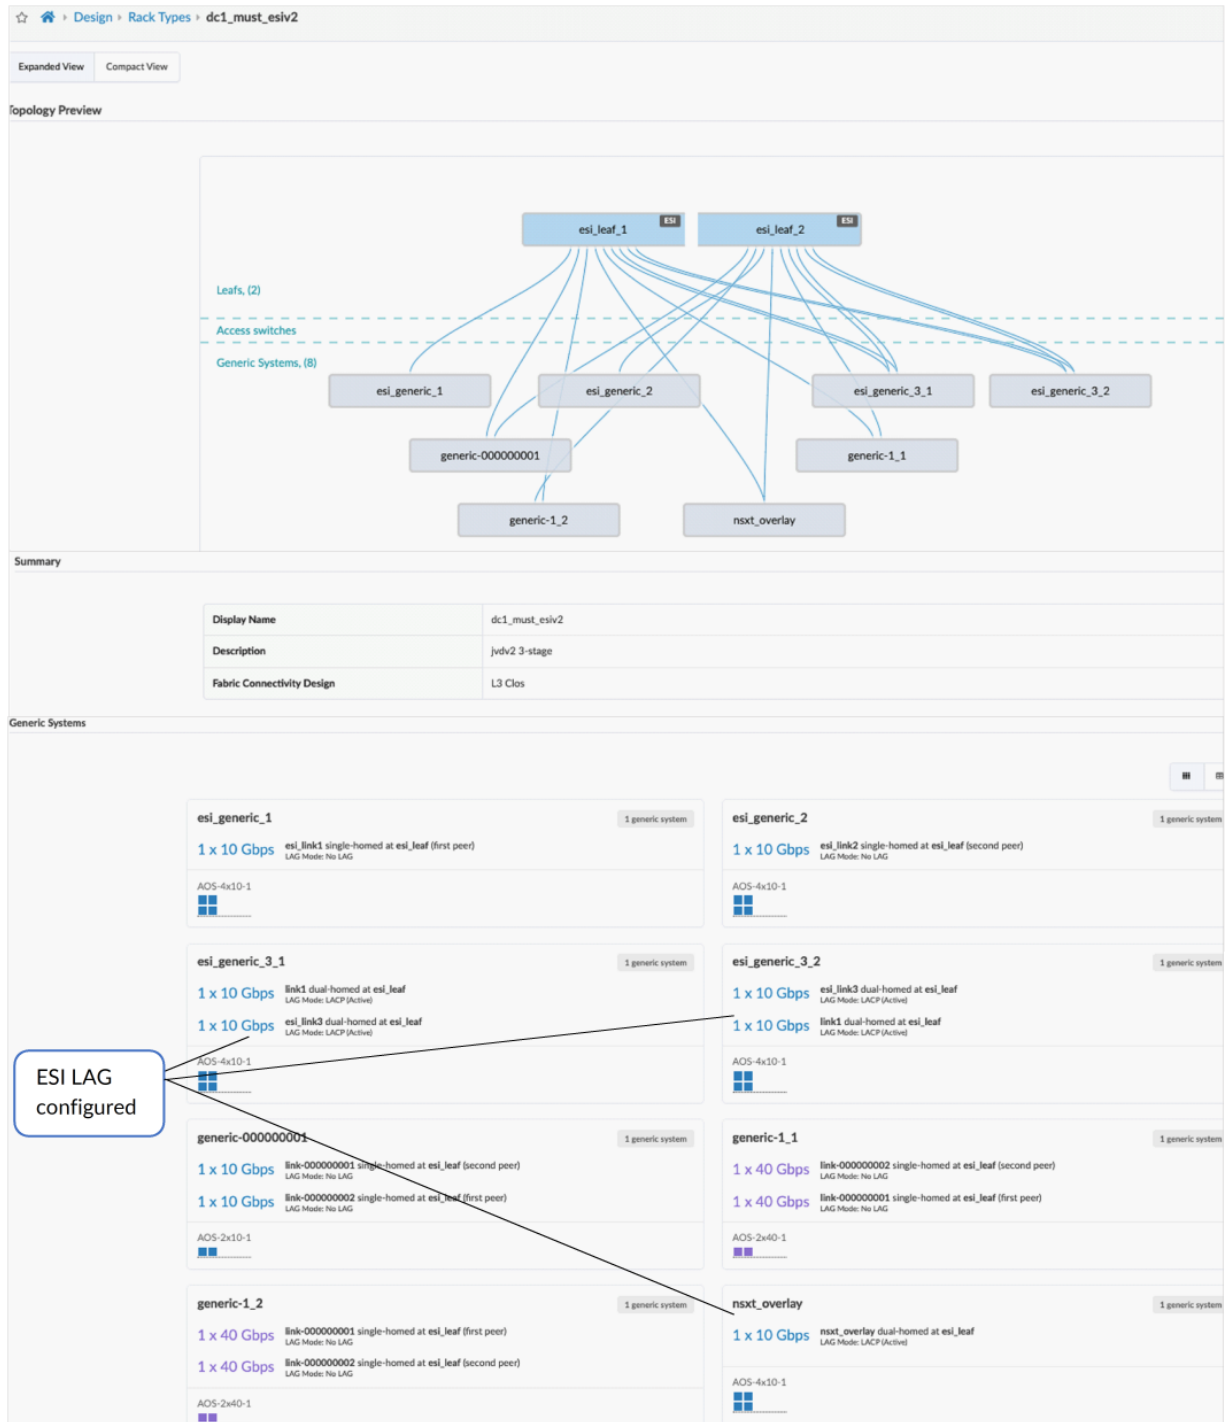 Design › Rack Types › dc1_must_esiv2
Expanded View Compact View
Topology Preview
esi_leaf_1 ESI esi_leaf_2 ESI
Leafs, (2)
Access switches
Generic Systems, (8)
esi_generic_1 esi_generic_2 esi_generic_3_1 esi_generic_3_2
generic-000000001 generic-1_1
generic-1_2 nsxt_overlay
Summary
Display Name dc1_must_esiv2
Description jvdv2 3-stage
Fabric Connectivity Design L3 Clos
Generic Systems
esi_generic_1 1 generic system
1 x 10 Gbps esi_link1 single-homed at esi_leaf (first peer)
LAG Mode: No LAG
AOS-4x10-1
esi_generic_2 1 generic system
1 x 10 Gbps esi_link2 single-homed at esi_leaf (second peer)
LAG Mode: No LAG
AOS-4x10-1
esi_generic_3_1 1 generic system
1 x 10 Gbps link1 dual-homed at esi_leaf
LAG Mode: LACP (Active)
1 x 10 Gbps esi_link3 dual-homed at esi_leaf
LAG Mode: LACP (Active)
AOS-4x10-1
esi_generic_3_2 1 generic system
1 x 10 Gbps esi_link3 dual-homed at esi_leaf
LAG Mode: LACP (Active)
1 x 10 Gbps link1 dual-homed at esi_leaf
LAG Mode: LACP (Active)
AOS-4x10-1
ESI LAG
configured
generic-000000001 1 generic system
1 x 10 Gbps link-000000001 single-homed at esi_leaf (second peer)
LAG Mode: No LAG
1 x 10 Gbps link-000000002 single-homed at esi_leaf (first peer)
LAG Mode: No LAG
AOS-2x10-1
generic-1_1 1 generic system
1 x 40 Gbps link-000000002 single-homed at esi_leaf (second peer)
LAG Mode: No LAG
1 x 40 Gbps link-000000001 single-homed at esi_leaf (first peer)
LAG Mode: No LAG
AOS-2x40-1
generic-1_2 1 generic system
1 x 40 Gbps link-000000001 single-homed at esi_leaf (first peer)
LAG Mode: No LAG
1 x 40 Gbps link-000000002 single-homed at esi_leaf (second peer)
LAG Mode: No LAG
AOS-2x40-1
nsxt_overlay 1 generic system
1 x 10 Gbps nsxt_overlay dual-homed at esi_leaf
LAG Mode: LACP (Active)
AOS-4x10-1